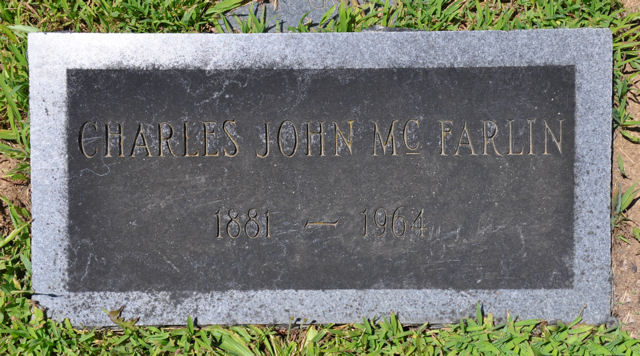 CHARLES JOHN MC FARLIN
1881 — 1964